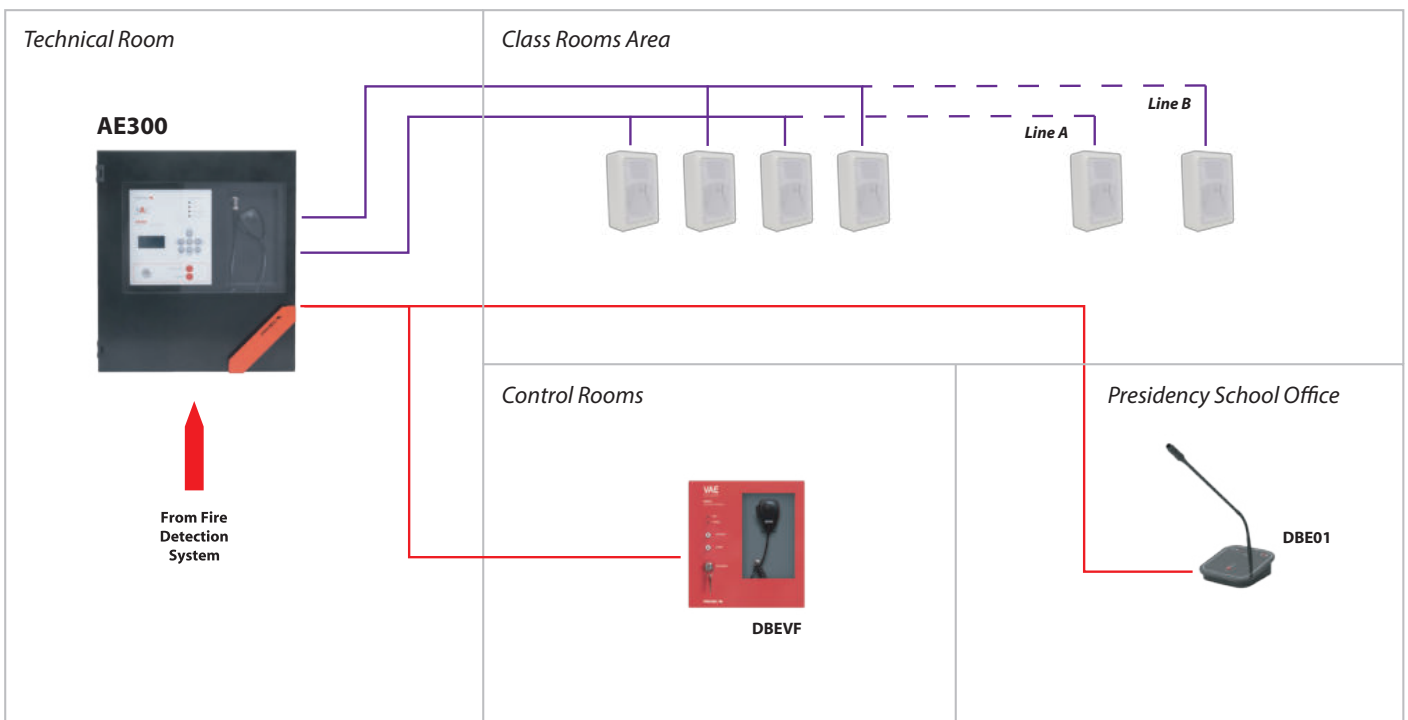 Technical Room
Class Rooms Area
AE300
Line B
Line A
Control Rooms
Presidency School Office
From Fire
Detection
System
VAE
DBE01
DBEVF